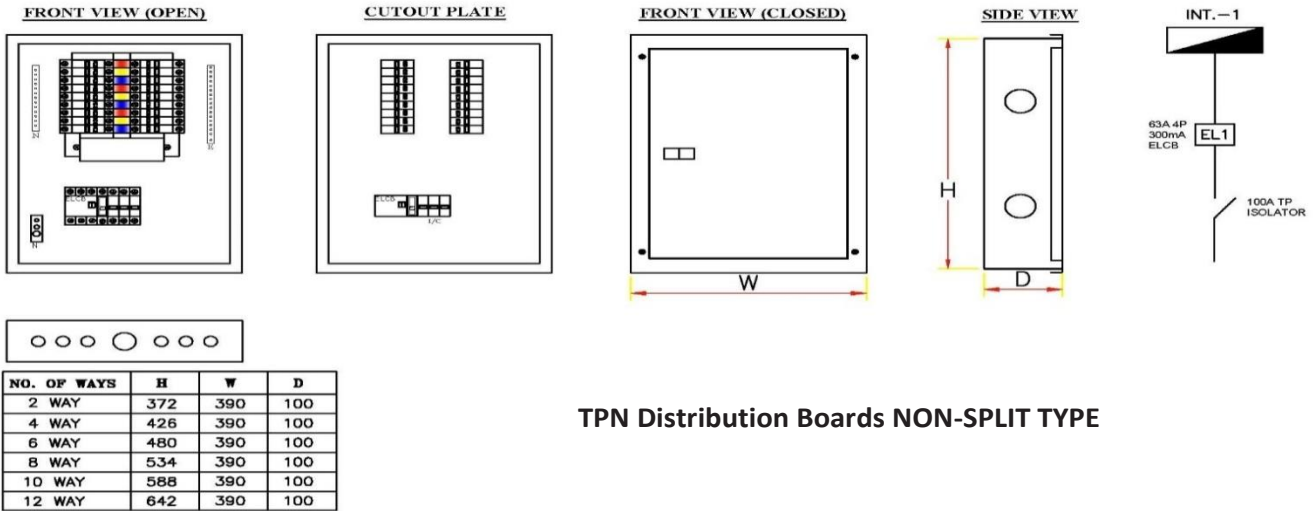 FRONT VIEW (OPEN)
CUTOUT PLATE
FRONT VIEW (CLOSED)
SIDE VIEW
INT.-1
N
E
ELCB
N
ELCB
I/C
W
H
D
63A 4P
300mA
ELCB
EL1
100A TP
ISOLATOR
NO. OF WAYS H W D
2 WAY 372 390 100
4 WAY 426 390 100
6 WAY 480 390 100
8 WAY 534 390 100
10 WAY 588 390 100
12 WAY 642 390 100
TPN Distribution Boards NON-SPLIT TYPE